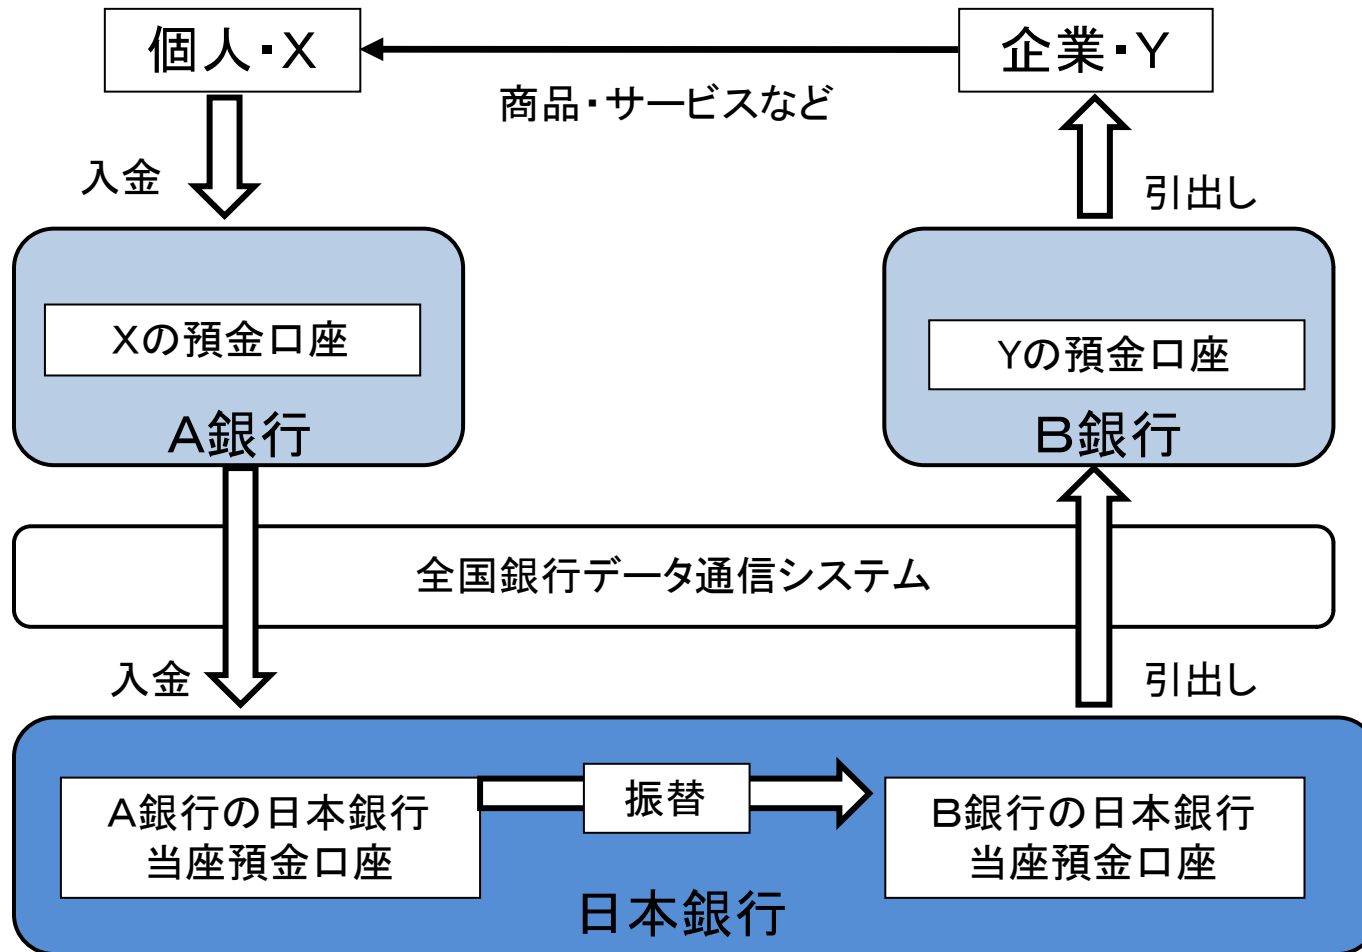 個人・X
企業・Y
商品・サービスなど
入金
引出し
Xの預金口座
Yの預金口座
A銀行
B銀行
全国銀行データ通信システム
入金
引出し
A銀行の日本銀行
当座預金口座
振替
B銀行の日本銀行
当座預金口座
日本銀行